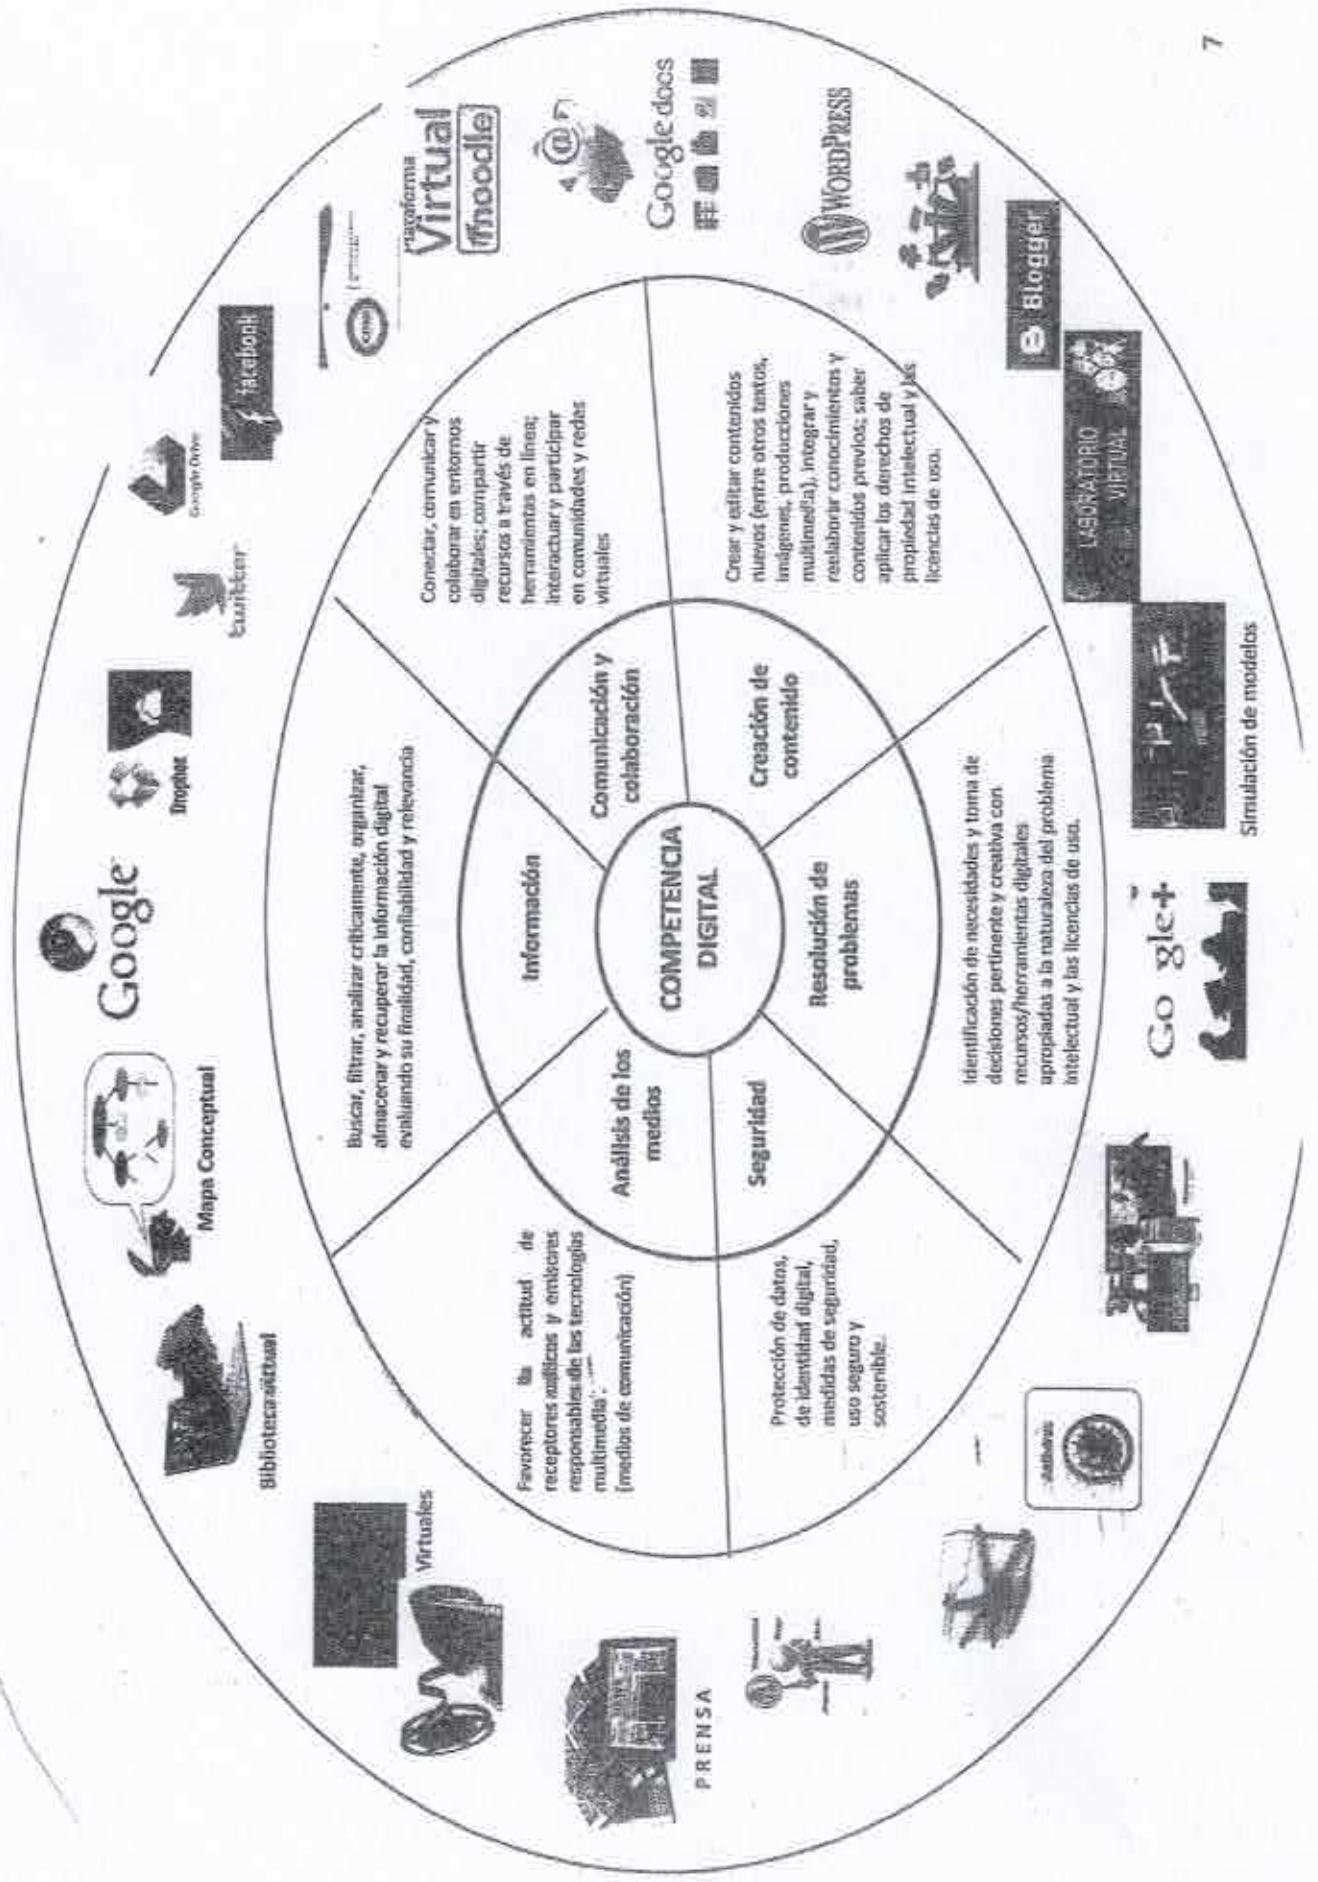 COMPETENCIA
DIGITAL
Información
Buscar, filtrar, analizar críticamente, organizar,
almacenar y recuperar la información digital
evaluando su finalidad, confiabilidad y relevancia
Comunicación y
colaboración
Conectar, comunicar y
colaborar en entornos
digitales; compartir
recursos a través de
herramientas en línea;
interactuar y participar
en comunidades y redes
virtuales
Creación de
contenido
Crear y editar contenidos
nuevos (entre otros textos,
imágenes, producciones
multimedia), integrar y
reelaborar conocimientos y
contenidos previos; saber
aplicar los derechos de
propiedad intelectual y las
licencias de uso.
Resolución de
problemas
Identificación de necesidades y toma de
decisiones pertinente y creativa con
recursos/herramientas digitales
apropiadas a la naturaleza del problema
intelectual y las licencias de uso.
Seguridad
Protección de datos,
de identidad digital,
medidas de seguridad,
uso seguro y
sostenible.
Análisis de los
medios
Favorecer la actitud de
receptores críticos y emisores
responsables de las tecnologías
multimedia.
(medios de comunicación)
Virtuales
Biblioteca virtual
Mapa Conceptual
Google
Dropbox
twitter
Google Drive
facebook
Plataforma
Virtual
moodle
Google docs
WORDPRESS
Blogger
LABORATORIO
VIRTUAL
Simulación de modelos
Go gle+
Antivirus
PRENSA
7